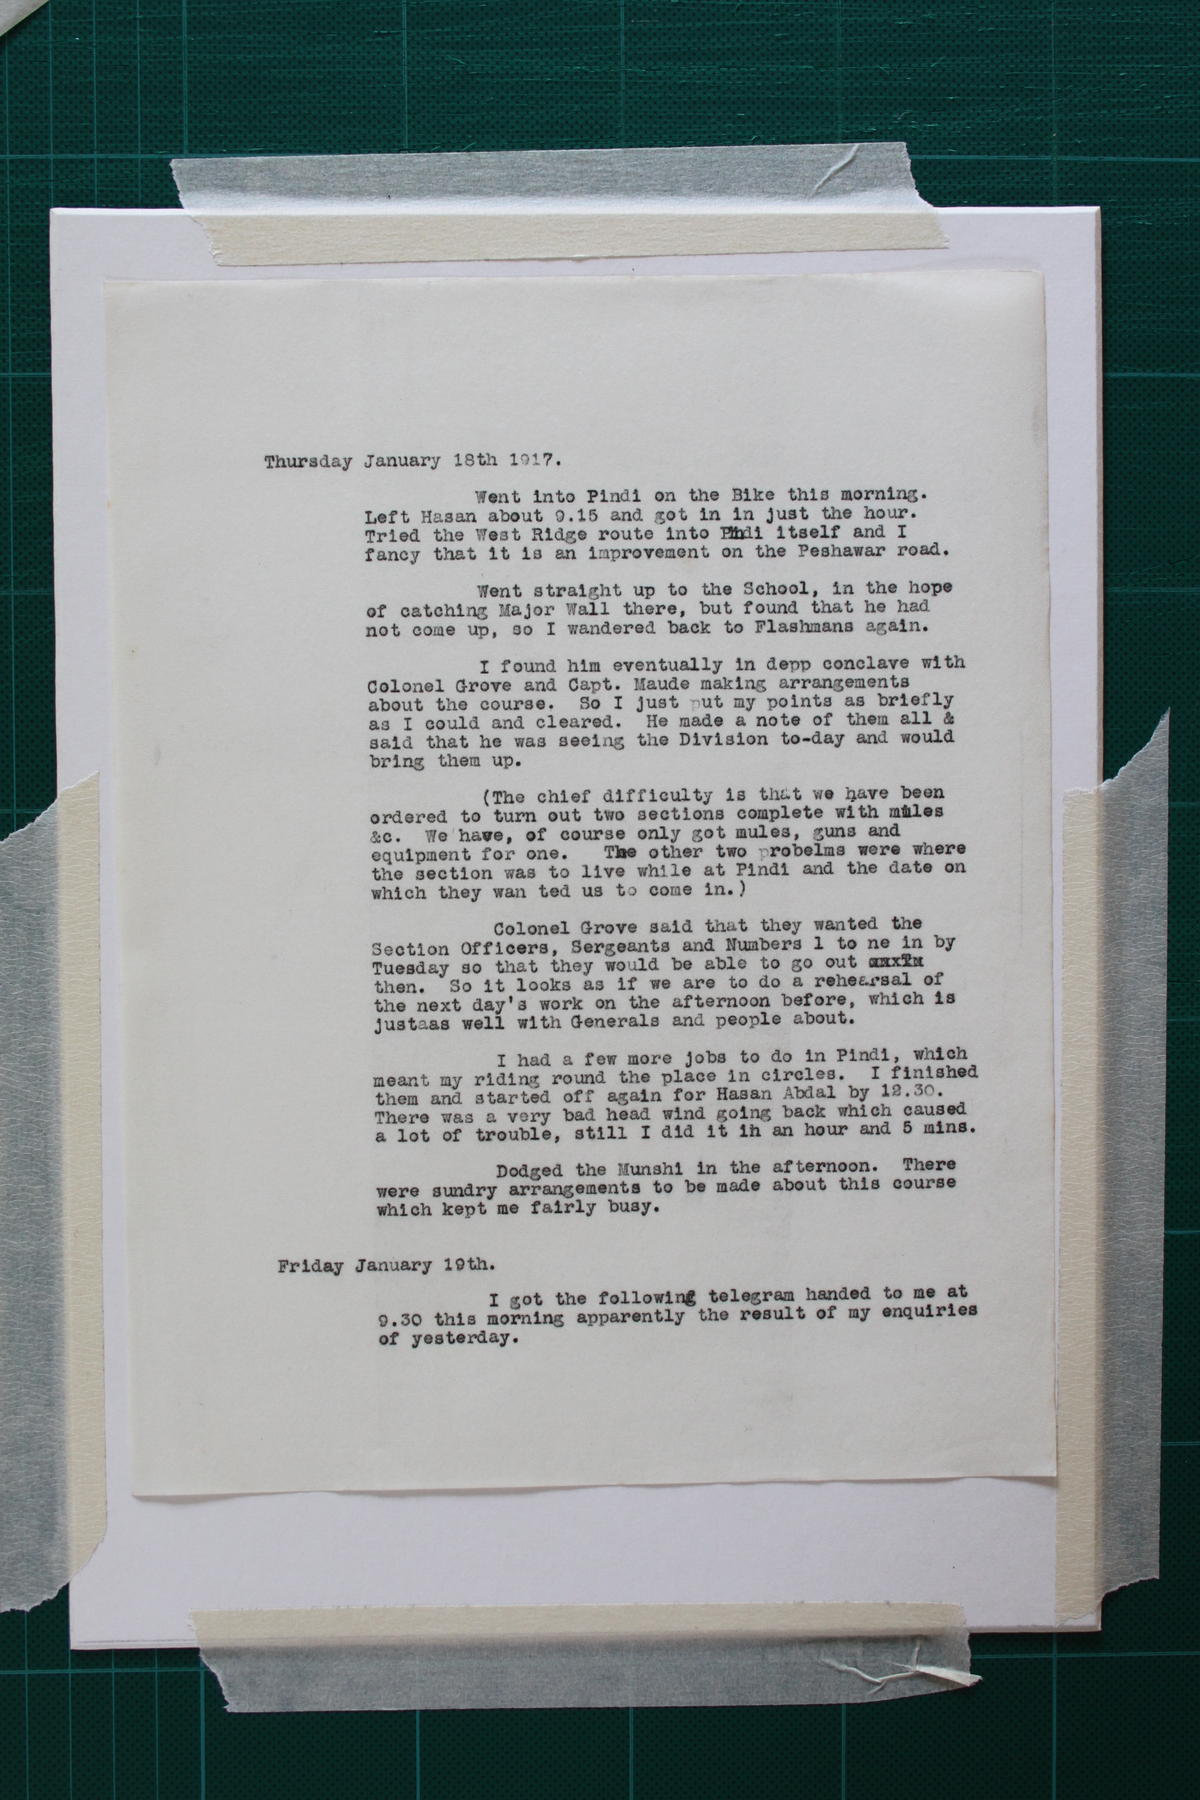 Thursday January 18th 1917.
Went into Pindi on the Bike this morning.
Left Hasan about 9.15 and got in in just the hour.
Tried the West Ridge route into Pindi itself and I
fancy that it is an improvement on the Peshawar road.
Went straight up to the School, in the hope
of catching Major Wall there, but found that he had
not come up, so I wandered back to Flashmans again.
I found him eventually in depp conclave with
Colonel Grove and Capt. Maude making arrangements
about the course. So I just put my points as briefly
as I could and cleared. He made a note of them all &
said that he was seeing the Division to-day and would
bring them up.
(The chief difficulty is that we have been
ordered to turn out two sections complete with mules
&c. We have, of course only got mules, guns and
equipment for one. The other two probelms were where
the section was to live while at Pindi and the date on
which they wan ted us to come in.)
Colonel Grove said that they wanted the
Section Officers, Sergeants and Numbers 1 to ne in by
Tuesday so that they would be able to go out
then. So it looks as if we are to do a rehearsal of
the next day's work on the afternoon before, which is
justaas well with Generals and people about.
I had a few more jobs to do in Pindi, which
meant my riding round the place in circles. I finished
them and started off again for Hasan Abdal by 12.30.
There was a very bad head wind going back which caused
a lot of trouble, still I did it in an hour and 5 mins.
Dodged the Munshi in the afternoon. There
were sundry arrangements to be made about this course
which kept me fairly busy.
Friday January 19th.
I got the following telegram handed to me at
9.30 this morning apparently the result of my enquiries
of yesterday.